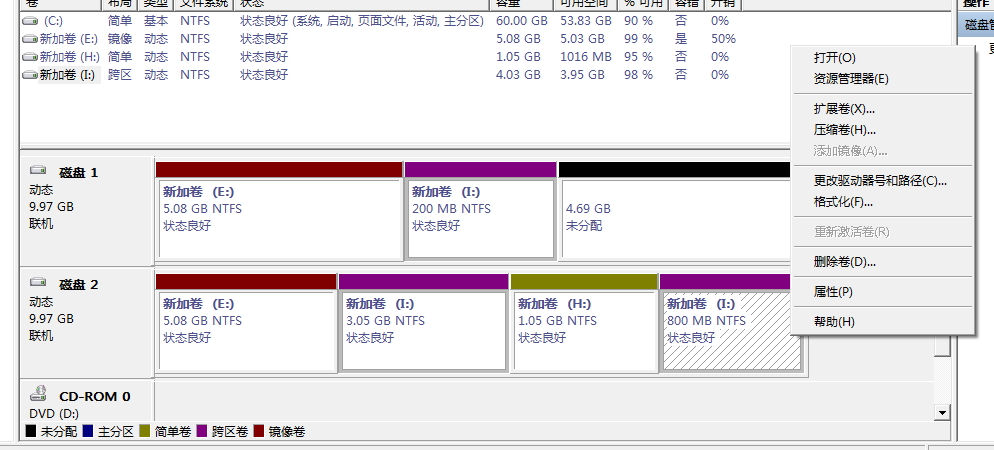 卷 布局 类型 文件系统 状态 容量 可用空间 % 可用 容错 开销 操作
(C:) 简单 基本 NTFS 状态良好 (系统, 启动, 页面文件, 活动, 主分区) 60.00 GB 53.83 GB 90 % 否 0%
新加卷 (E:) 镜像 动态 NTFS 状态良好 5.08 GB 5.03 GB 99 % 是 50%
新加卷 (H:) 简单 动态 NTFS 状态良好 1.05 GB 1016 MB 95 % 否 0%
新加卷 (I:) 跨区 动态 NTFS 状态良好 4.03 GB 3.95 GB 98 % 否 0%
磁盘管
打开(O)
资源管理器(E)
扩展卷(X)...
压缩卷(H)...
添加镜像(A)...
更改驱动器号和路径(C)...
格式化(F)...
重新激活卷(R)
删除卷(D)...
属性(P)
帮助(H)
磁盘 1
动态
9.97 GB
联机
新加卷 (E:)
5.08 GB NTFS
状态良好
新加卷 (I:)
200 MB NTFS
状态良好
4.69 GB
未分配
磁盘 2
动态
9.97 GB
联机
新加卷 (E:)
5.08 GB NTFS
状态良好
新加卷 (I:)
3.05 GB NTFS
状态良好
新加卷 (H:)
1.05 GB NTFS
状态良好
新加卷 (I:)
800 MB NTFS
状态良好
CD-ROM 0
DVD (D:)
未分配 主分区 简单卷 跨区卷 镜像卷